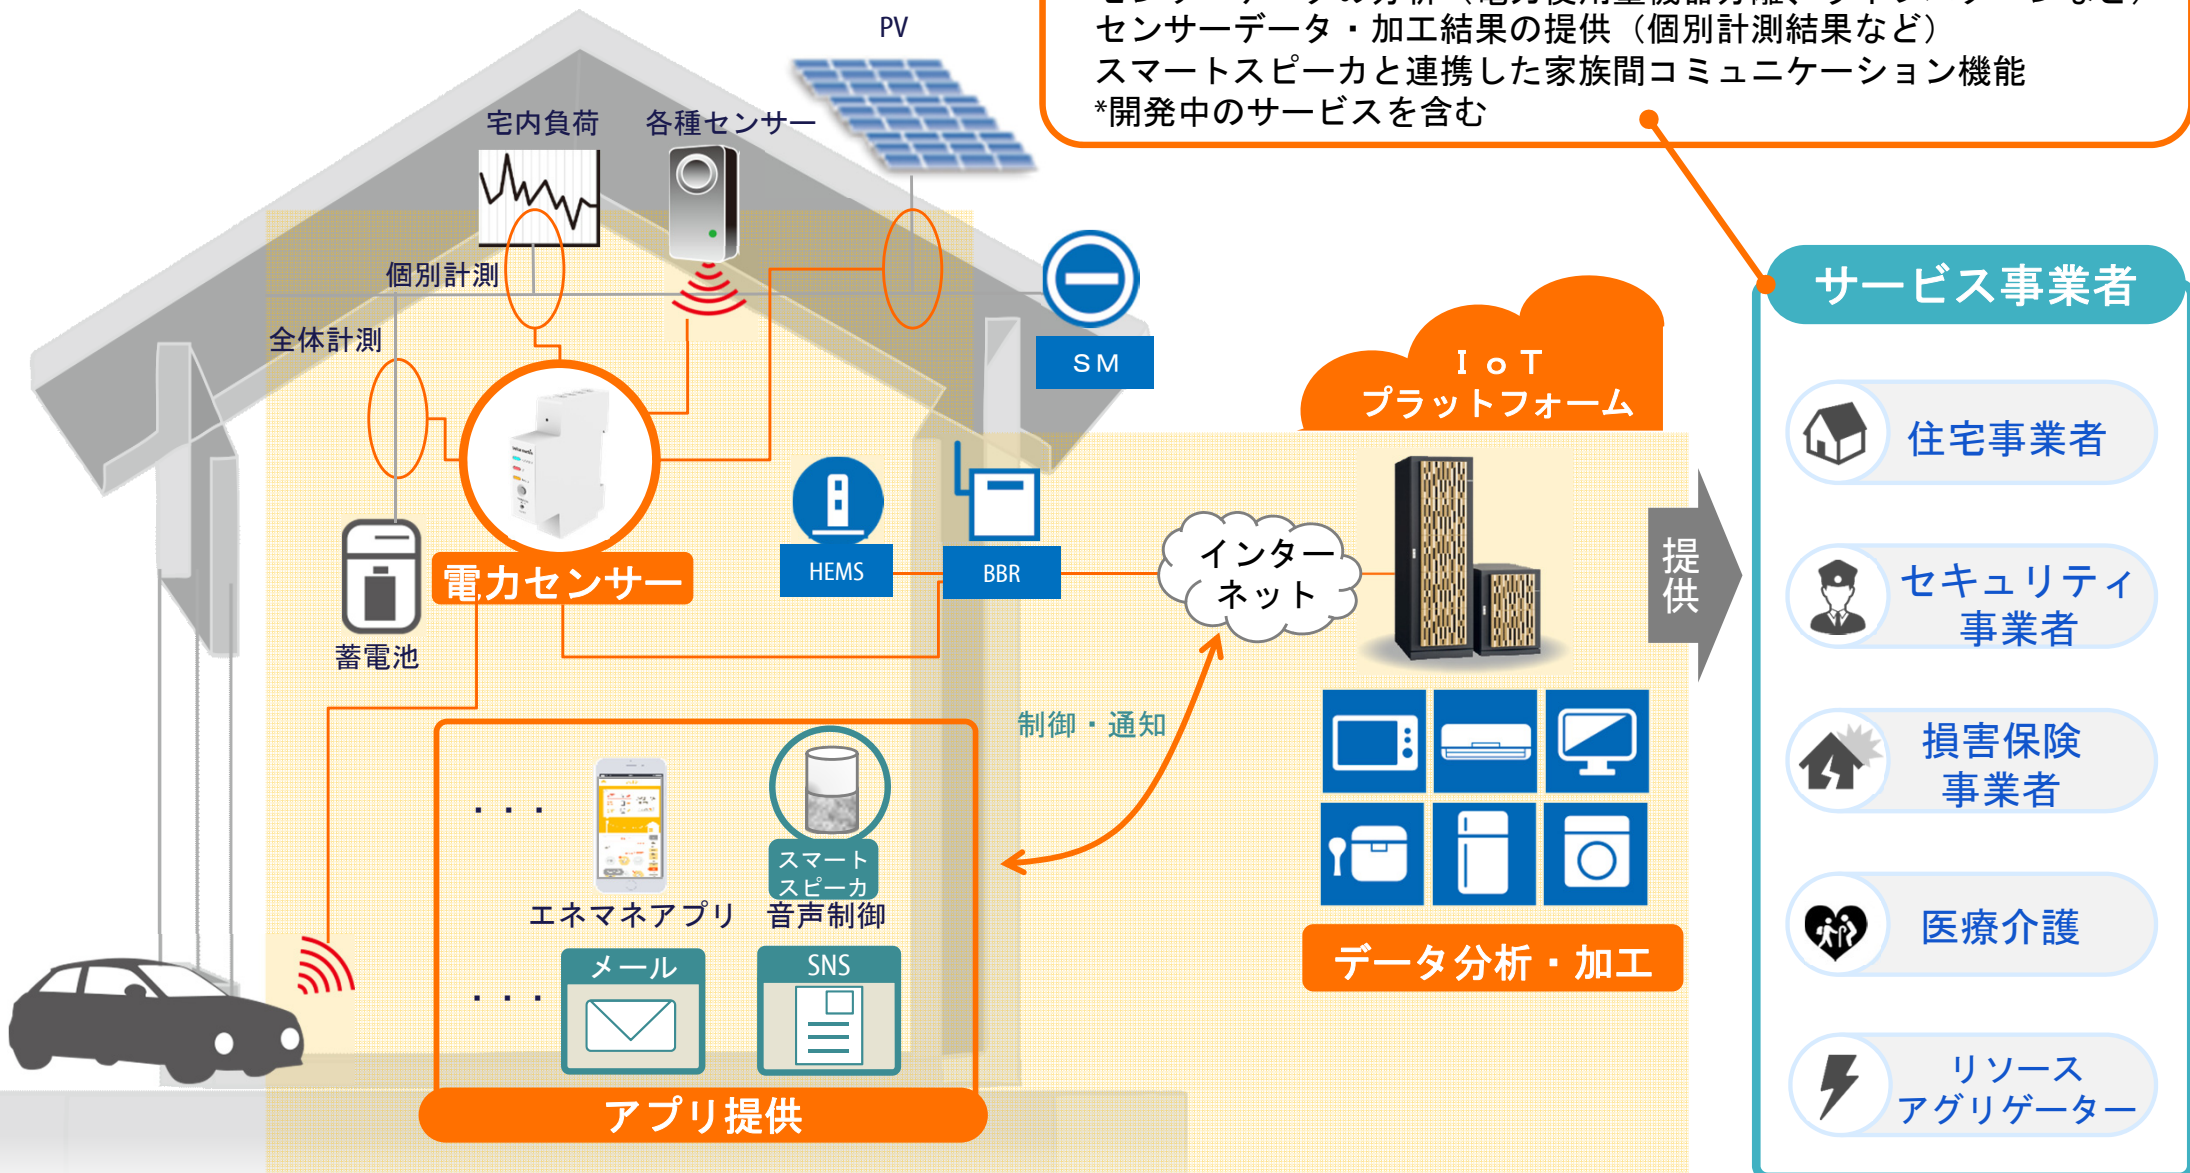 センサーデータ・加工結果の提供（個別計測結果など）
スマートスピーカと連携した家族間コミュニケーション機能
*開発中のサービスを含む
PV
宅内負荷
各種センサー
個別計測
全体計測
SM
電力センサー
蓄電池
HEMS
BBR
インター
ネット
IoT
プラットフォーム
提供
制御・通知
・・・
エネマネアプリ
スマート
スピーカ
音声制御
・・・
メール
SNS
アプリ提供
データ分析・加工
サービス事業者
住宅事業者
セキュリティ
事業者
損害保険
事業者
医療介護
リソース
アグリゲーター